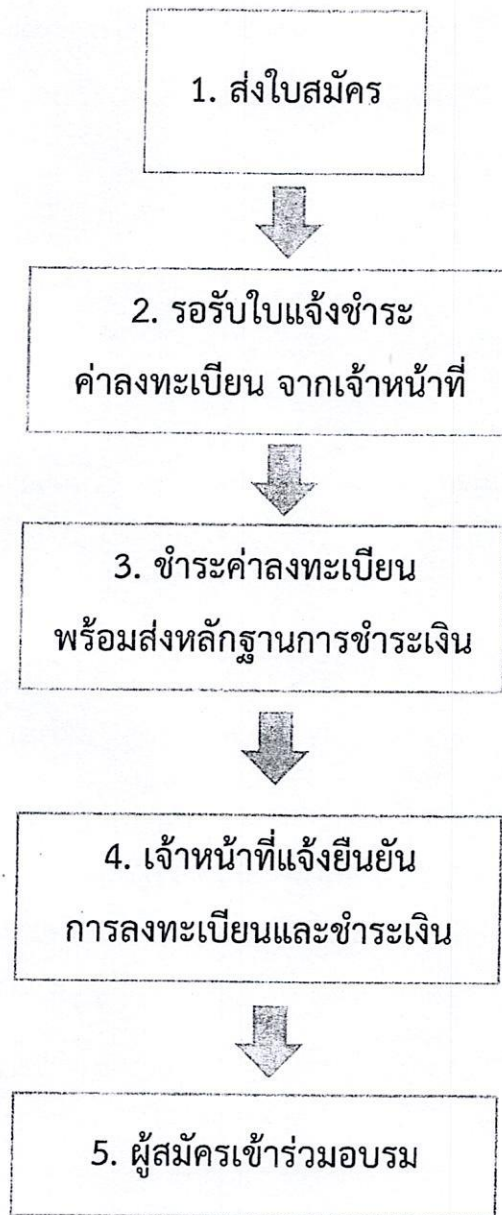 1. ส่งใบสมัคร
2. รอรับใบแจ้งชำระ
ค่าลงทะเบียน จากเจ้าหน้าที่
3. ชำระค่าลงทะเบียน
พร้อมส่งหลักฐานการชำระเงิน
4. เจ้าหน้าที่แจ้งยืนยัน
การลงทะเบียนและชำระเงิน
5. ผู้สมัครเข้าร่วมอบรม